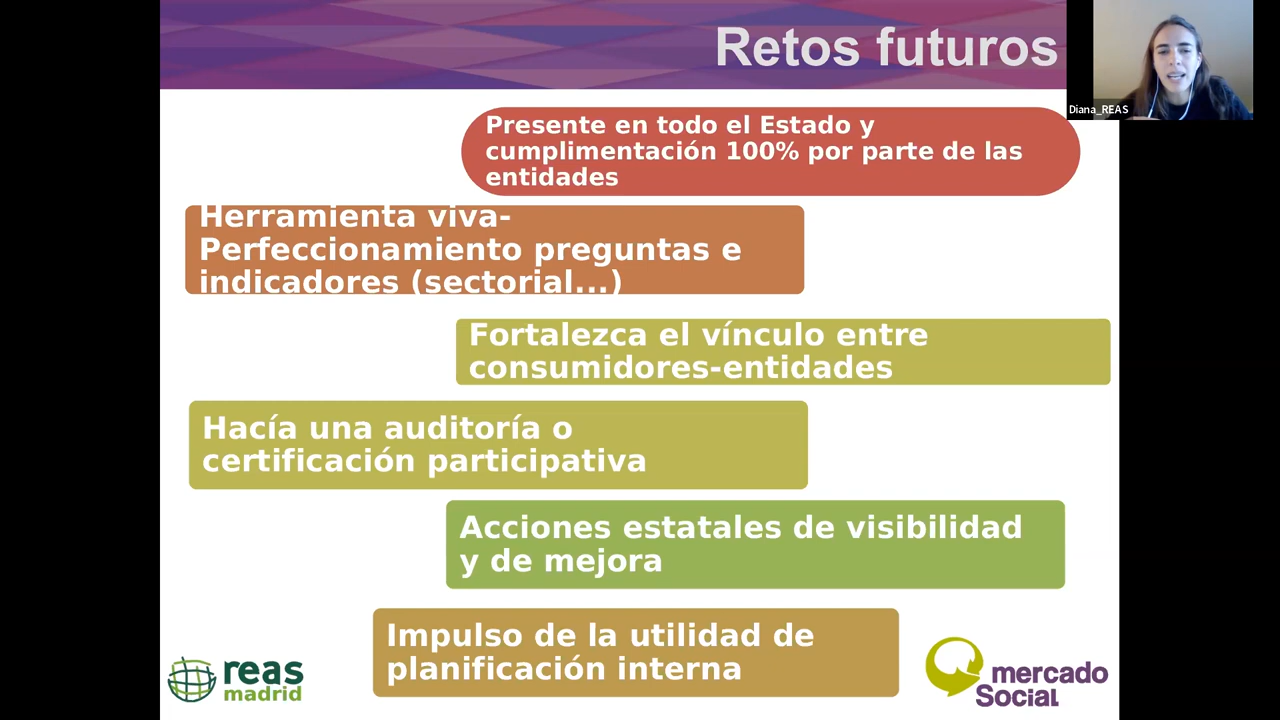 Retos futuros
Diana_REAS
Presente en todo el Estado y
cumplimentación 100% por parte de las
entidades
Herramienta viva-
Perfeccionamiento preguntas e
indicadores (sectorial...)
Fortalezca el vínculo entre
consumidores-entidades
Hacía una auditoría o
certificación participativa
Acciones estatales de visibilidad
y de mejora
Impulso de la utilidad de
planificación interna
reas
madrid
mercado
Social